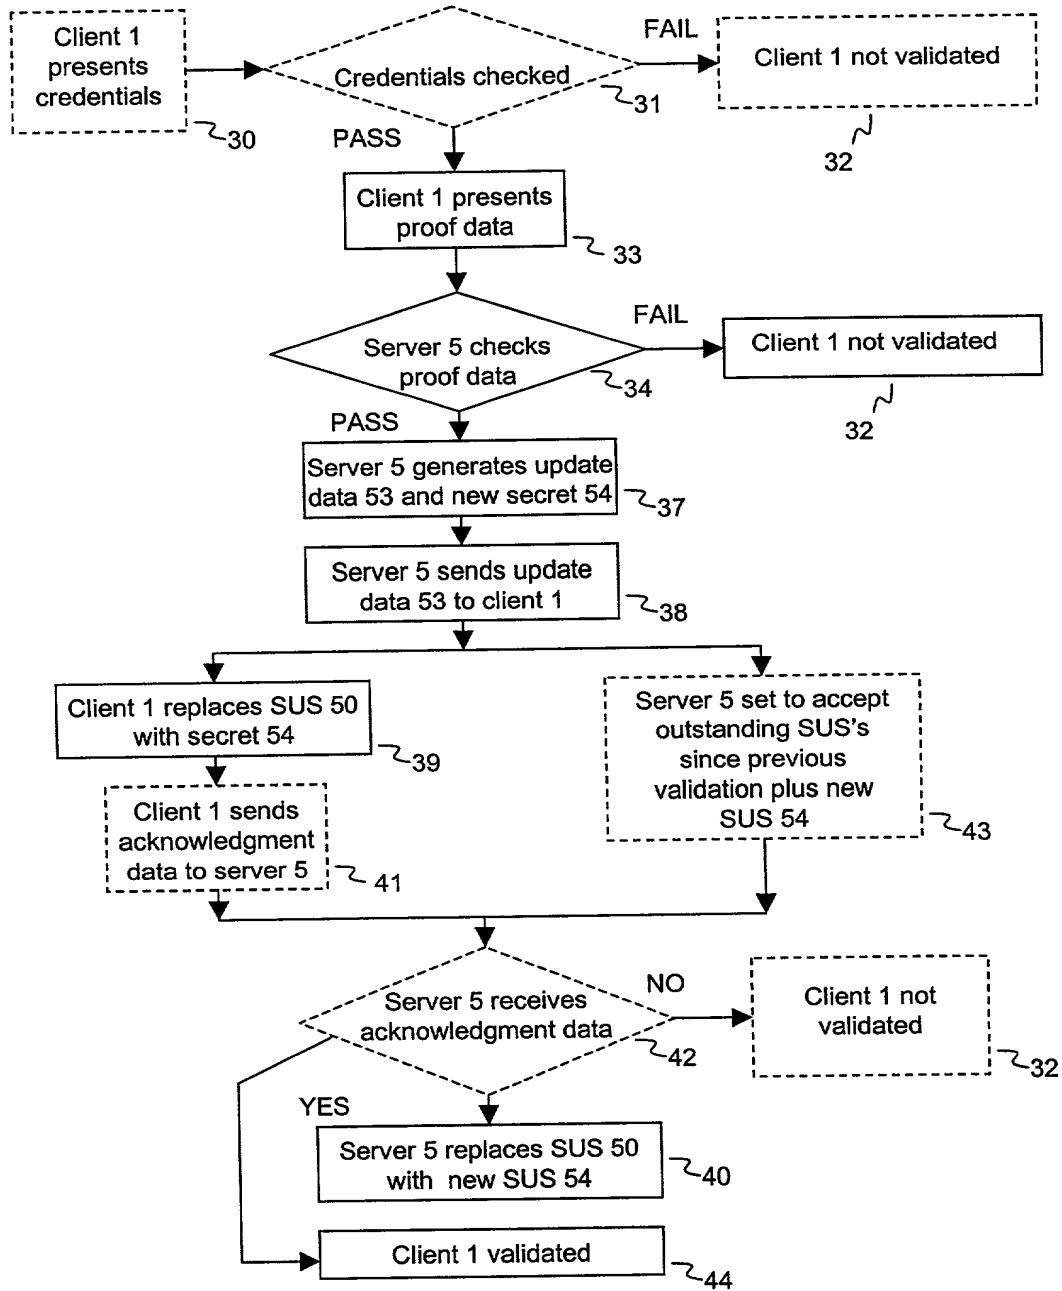 Client 1
presents
credentials
30
Credentials checked
31
FAIL
Client 1 not validated
32
PASS
Client 1 presents
proof data
33
Server 5 checks
proof data
34
FAIL
Client 1 not validated
32
PASS
Server 5 generates update
data 53 and new secret 54
37
Server 5 sends update
data 53 to client 1
38
Client 1 replaces SUS 50
with secret 54
39
Server 5 set to accept
outstanding SUS's
since previous
validation plus new
SUS 54
43
Client 1 sends
acknowledgment
data to server 5
41
Server 5 receives
acknowledgment data
42
NO
Client 1 not
validated
32
YES
Server 5 replaces SUS 50
with new SUS 54
40
Client 1 validated
44